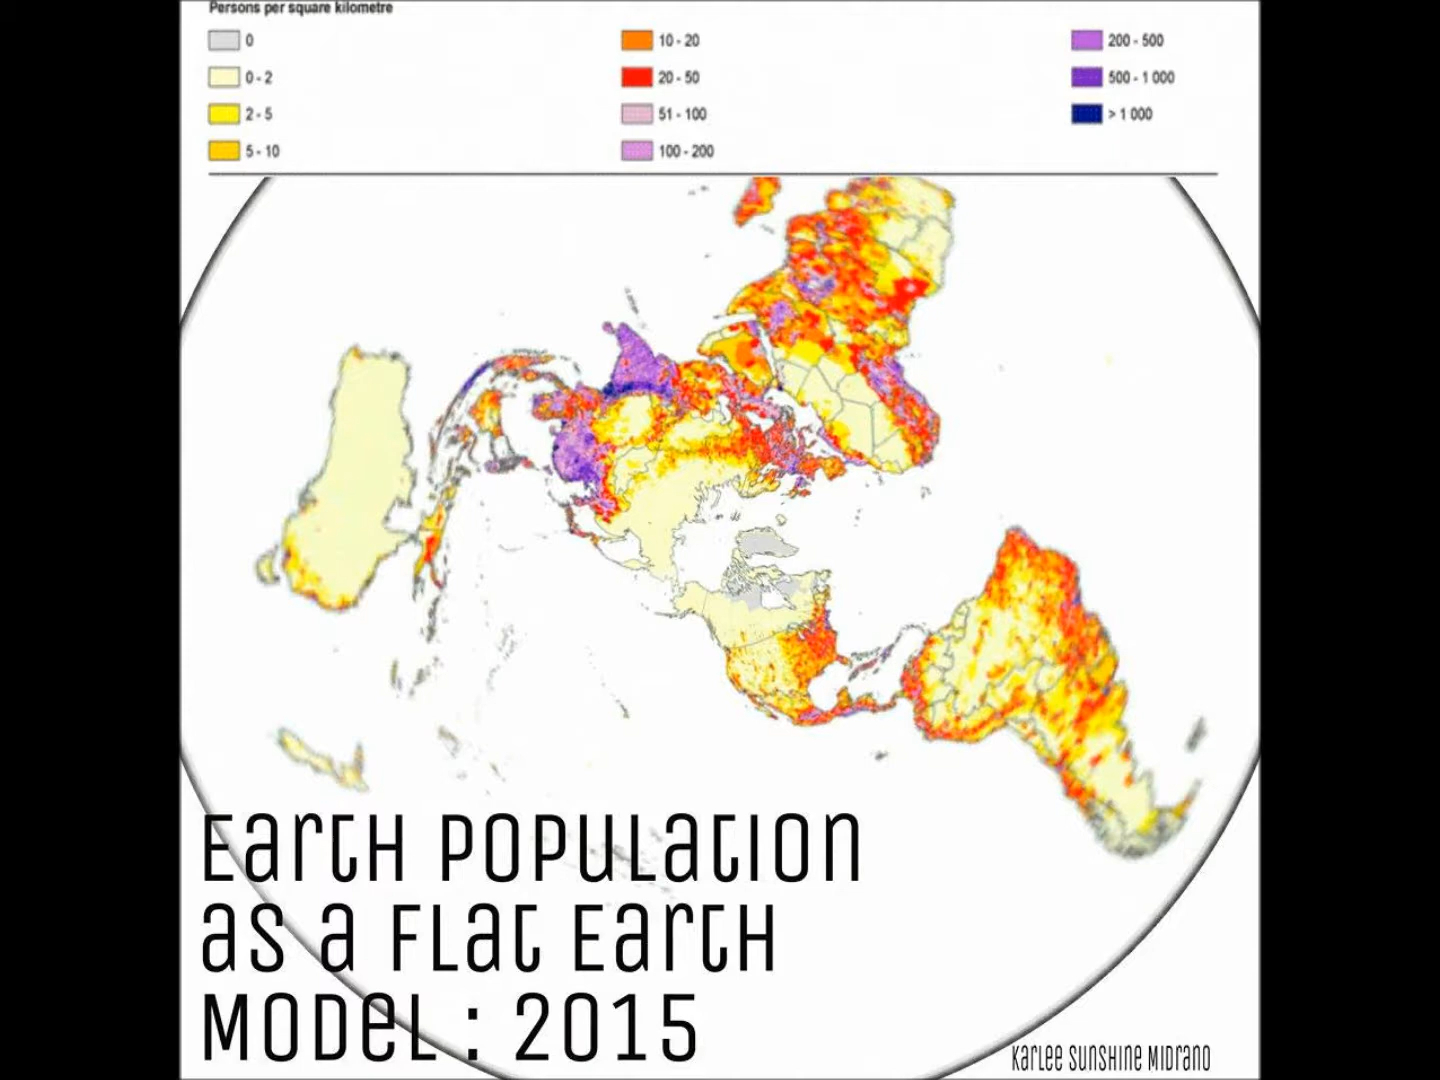 Persons per square kilometre
0
10 - 20
200 - 500
0 - 2
20 - 50
500 - 1 000
2 - 5
51 - 100
> 1 000
5 - 10
100 - 200
Earth Population
as a Flat Earth
Model : 2015
Karlee Sunshine Midrano